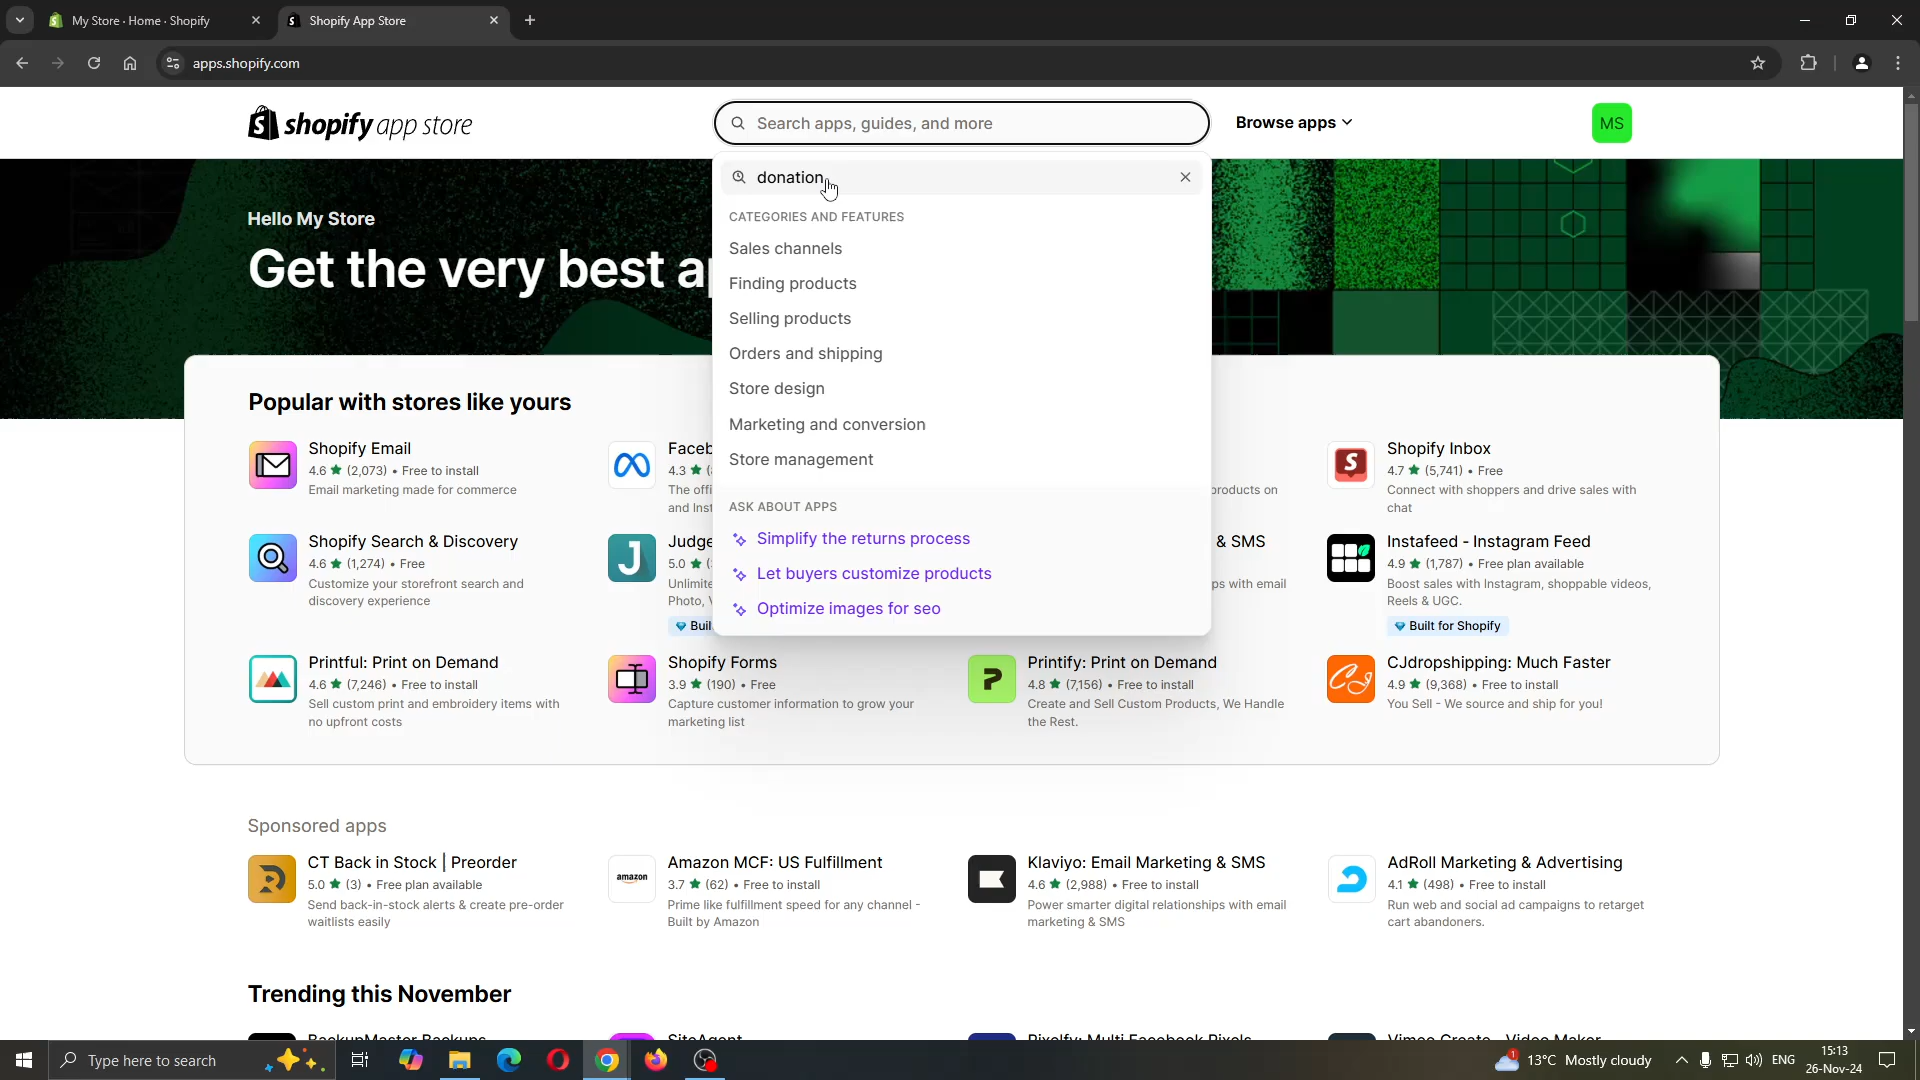 My Store · Home · Shopify
Shopify App Store
apps.shopify.com
shopify app store
Search apps, guides, and more
Browse apps
MS
donation
CATEGORIES AND FEATURES
Sales channels
Finding products
Selling products
Orders and shipping
Store design
Marketing and conversion
Store management
ASK ABOUT APPS
Simplify the returns process
Let buyers customize products
Optimize images for seo
Hello My Store
Get the very best a
Popular with stores like yours
Shopify Email
4.6 ★ (2,073) • Free to install
Email marketing made for commerce
Faceb
4.3 ★
The offi
and Inst
products on
Shopify Inbox
4.7 ★ (5,741) • Free
Connect with shoppers and drive sales with
chat
Shopify Search & Discovery
4.6 ★ (1,274) • Free
Customize your storefront search and
discovery experience
Judge
5.0 ★
Unlimite
Photo, V
Buil
& SMS
ps with email
Instafeed - Instagram Feed
4.9 ★ (1,787) • Free plan available
Boost sales with Instagram, shoppable videos,
Reels & UGC.
Built for Shopify
Printful: Print on Demand
4.6 ★ (7,246) • Free to install
Sell custom print and embroidery items with
no upfront costs
Shopify Forms
3.9 ★ (190) • Free
Capture customer information to grow your
marketing list
Printify: Print on Demand
4.8 ★ (7,156) • Free to install
Create and Sell Custom Products, We Handle
the Rest.
CJdropshipping: Much Faster
4.9 ★ (9,368) • Free to install
You Sell - We source and ship for you!
Sponsored apps
CT Back in Stock | Preorder
5.0 ★ (3) • Free plan available
Send back-in-stock alerts & create pre-order
waitlists easily
amazon
Amazon MCF: US Fulfillment
3.7 ★ (62) • Free to install
Prime like fulfillment speed for any channel -
Built by Amazon
Klaviyo: Email Marketing & SMS
4.6 ★ (2,988) • Free to install
Power smarter digital relationships with email
marketing & SMS
AdRoll Marketing & Advertising
4.1 ★ (498) • Free to install
Run web and social ad campaigns to retarget
cart abandoners.
Trending this November
BackupMaster Backups
SiteAgent
Pixelfy: Multi Facebook Pixels
Vimeo Create - Video Maker
Type here to search
1
13°C Mostly cloudy
ENG
15:13
26-Nov-24